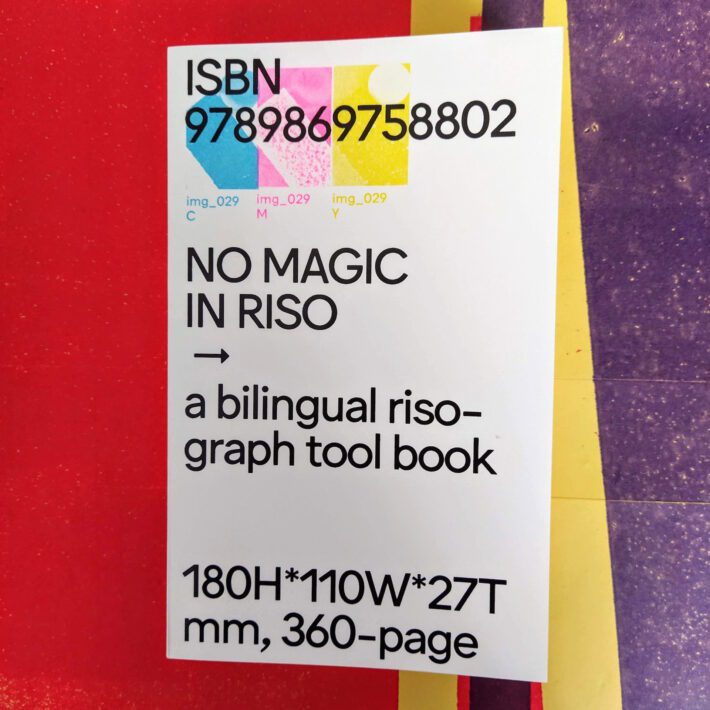 ISBN
9789869758802
img_029 img_029 img_029
C M Y
NO MAGIC
IN RISO
→
a bilingual riso-
graph tool book
180H*110W*27T
mm, 360-page